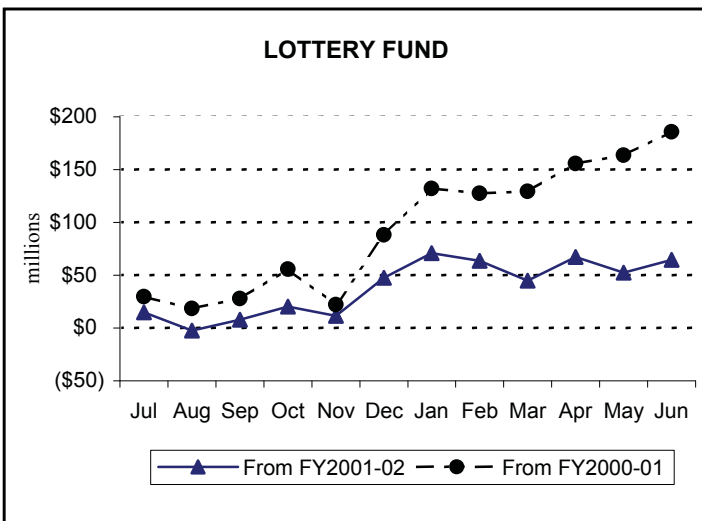 LOTTERY FUND
$200
$150
$100
$50
$0
($50)
millions
Jul Aug Sep Oct Nov Dec Jan Feb Mar Apr May Jun
From FY2001-02 From FY2000-01